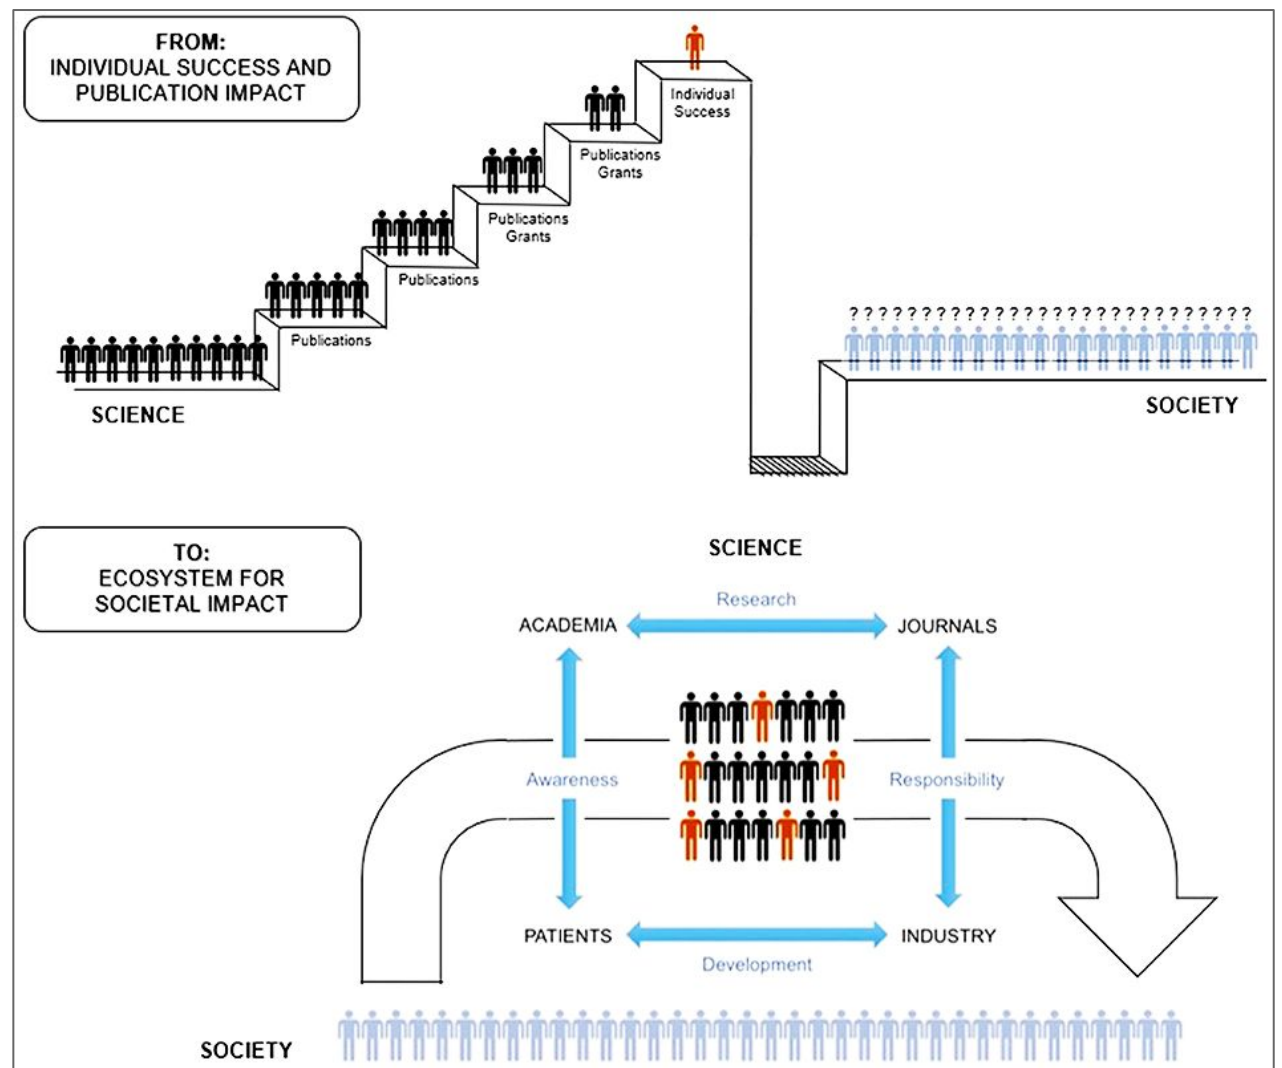 FROM:
INDIVIDUAL SUCCESS AND
PUBLICATION IMPACT
Individual
Success
Publications
Grants
Publications
Grants
Publications
Publications
SCIENCE
? ? ? ? ? ? ? ? ? ? ? ? ? ? ? ? ? ? ? ? ? ? ? ? ? ? ? ?
SOCIETY
TO:
ECOSYSTEM FOR
SOCIETAL IMPACT
SCIENCE
Research
ACADEMIA
JOURNALS
Awareness
Responsibility
PATIENTS
INDUSTRY
Development
SOCIETY